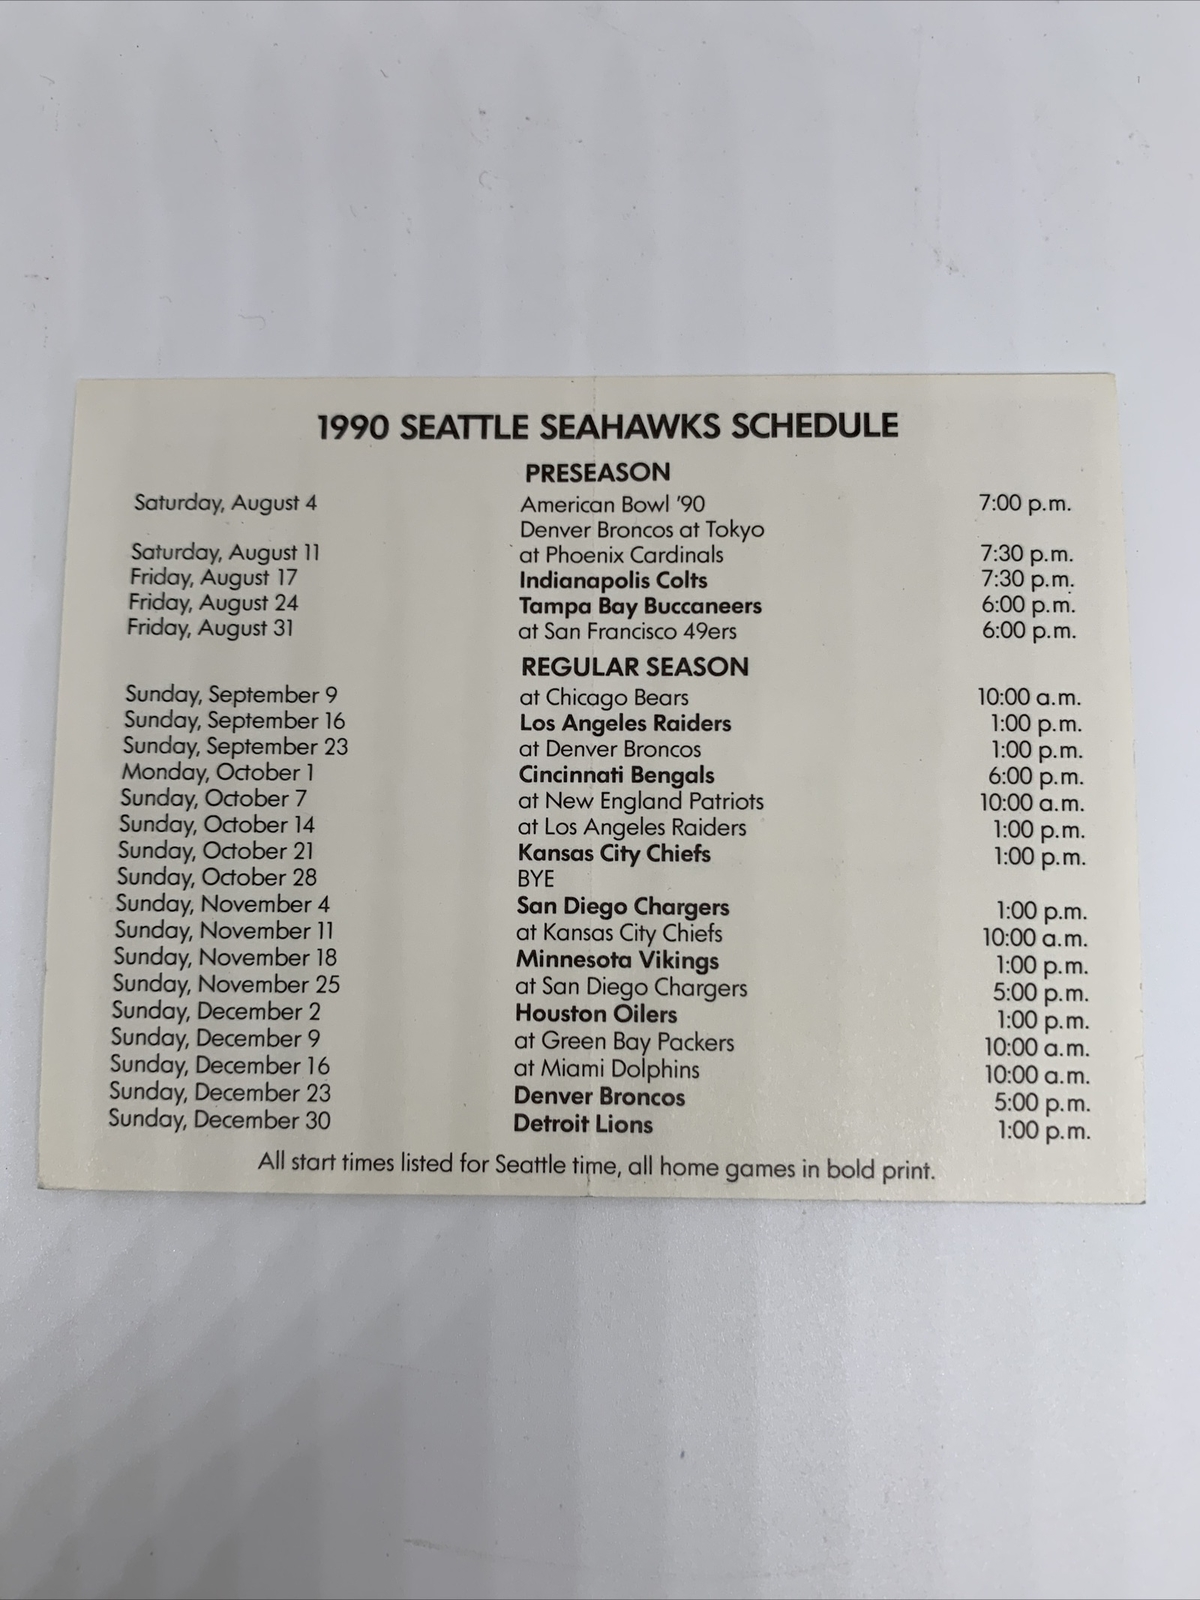 1990 SEATTLE SEAHAWKS SCHEDULE
PRESEASON
Saturday, August 4 American Bowl '90 7:00 p.m.
Denver Broncos at Tokyo
Saturday, August 11 at Phoenix Cardinals 7:30 p.m.
Friday, August 17 Indianapolis Colts 7:30 p.m.
Friday, August 24 Tampa Bay Buccaneers 6:00 p.m.
Friday, August 31 at San Francisco 49ers 6:00 p.m.
REGULAR SEASON
Sunday, September 9 at Chicago Bears 10:00 a.m.
Sunday, September 16 Los Angeles Raiders 1:00 p.m.
Sunday, September 23 at Denver Broncos 1:00 p.m.
Monday, October 1 Cincinnati Bengals 6:00 p.m.
Sunday, October 7 at New England Patriots 10:00 a.m.
Sunday, October 14 at Los Angeles Raiders 1:00 p.m.
Sunday, October 21 Kansas City Chiefs 1:00 p.m.
Sunday, October 28 BYE
Sunday, November 4 San Diego Chargers 1:00 p.m.
Sunday, November 11 at Kansas City Chiefs 10:00 a.m.
Sunday, November 18 Minnesota Vikings 1:00 p.m.
Sunday, November 25 at San Diego Chargers 5:00 p.m.
Sunday, December 2 Houston Oilers 1:00 p.m.
Sunday, December 9 at Green Bay Packers 10:00 a.m.
Sunday, December 16 at Miami Dolphins 10:00 a.m.
Sunday, December 23 Denver Broncos 5:00 p.m.
Sunday, December 30 Detroit Lions 1:00 p.m.
All start times listed for Seattle time, all home games in bold print.